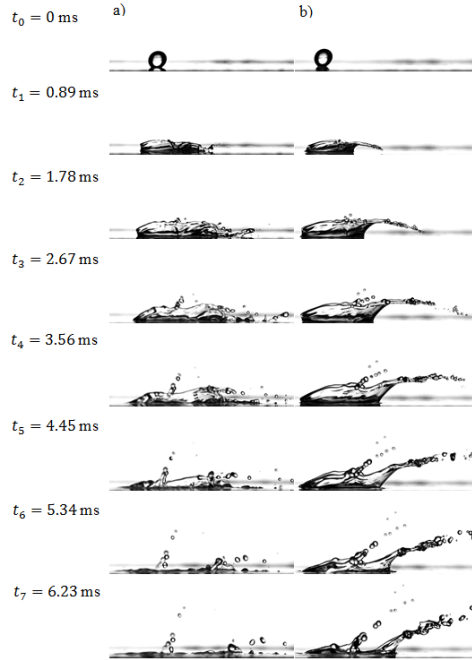 a) b)
t₀ = 0 ms
t₁ = 0.89 ms
t₂ = 1.78 ms
t₃ = 2.67 ms
t₄ = 3.56 ms
t₅ = 4.45 ms
t₆ = 5.34 ms
t₇ = 6.23 ms